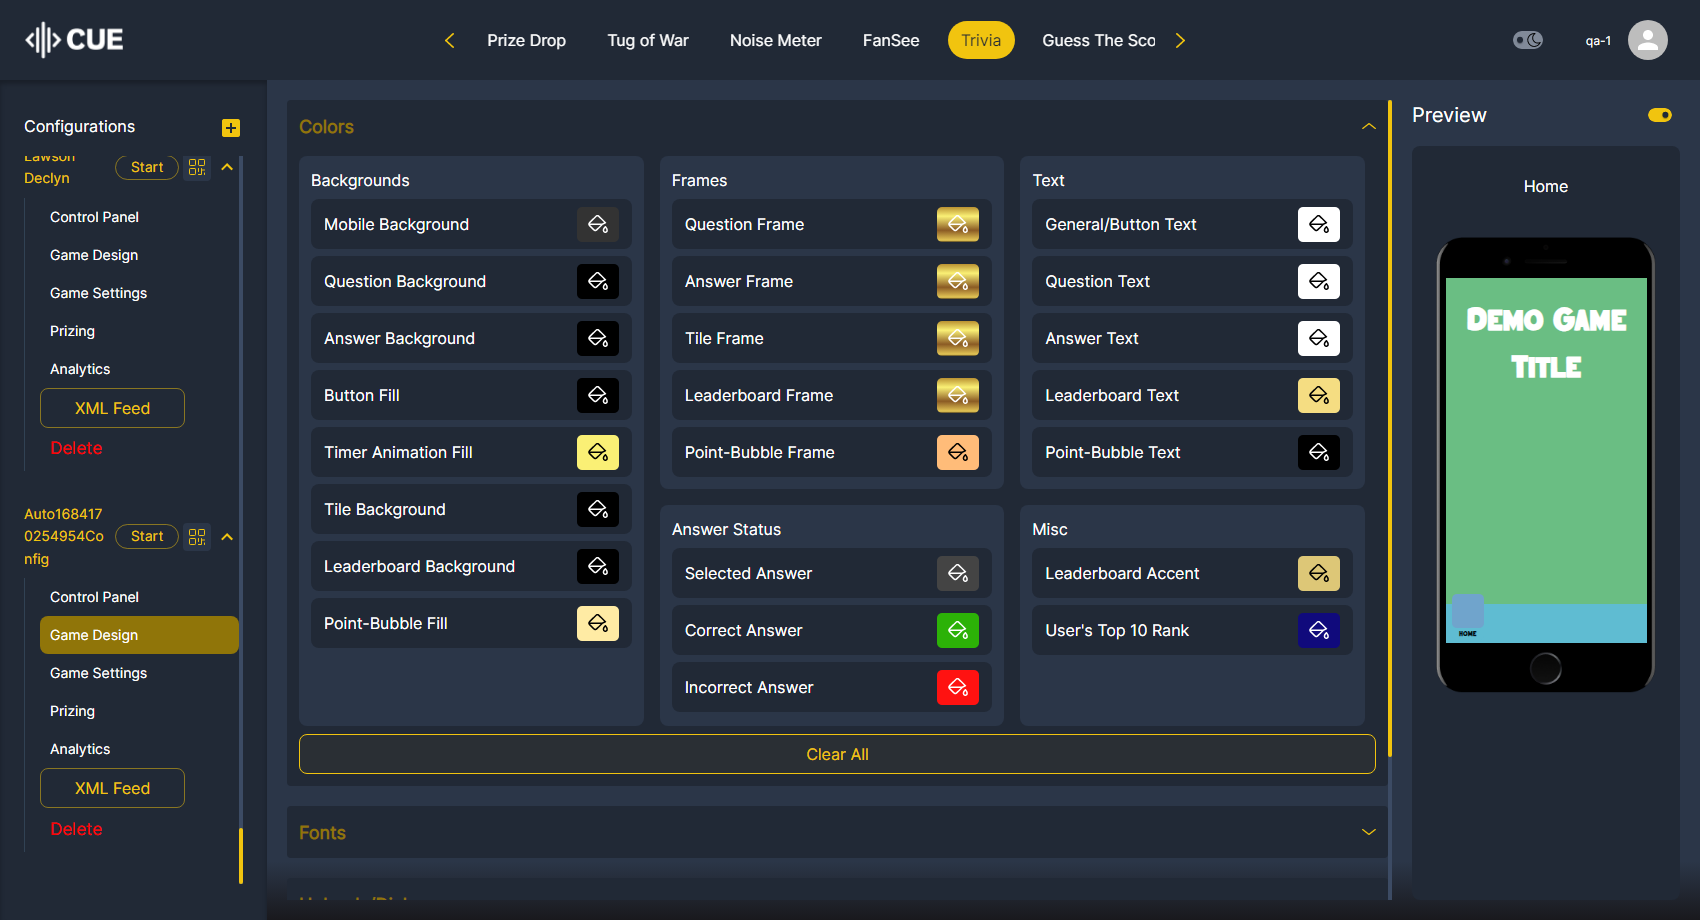 CUE
Prize Drop
Tug of War
Noise Meter
FanSee
Trivia
Guess The Sco
qa-1
Configurations
Lawson
Declyn
Start
Control Panel
Game Design
Game Settings
Prizing
Analytics
XML Feed
Delete
Auto168417
0254954Co
nfig
Start
Control Panel
Game Design
Game Settings
Prizing
Analytics
XML Feed
Delete
Colors
Backgrounds
Mobile Background
Question Background
Answer Background
Button Fill
Timer Animation Fill
Tile Background
Leaderboard Background
Point-Bubble Fill
Frames
Question Frame
Answer Frame
Tile Frame
Leaderboard Frame
Point-Bubble Frame
Text
General/Button Text
Question Text
Answer Text
Leaderboard Text
Point-Bubble Text
Answer Status
Selected Answer
Correct Answer
Incorrect Answer
Misc
Leaderboard Accent
User's Top 10 Rank
Clear All
Fonts
Preview
Home
Demo Game
Title
HOME